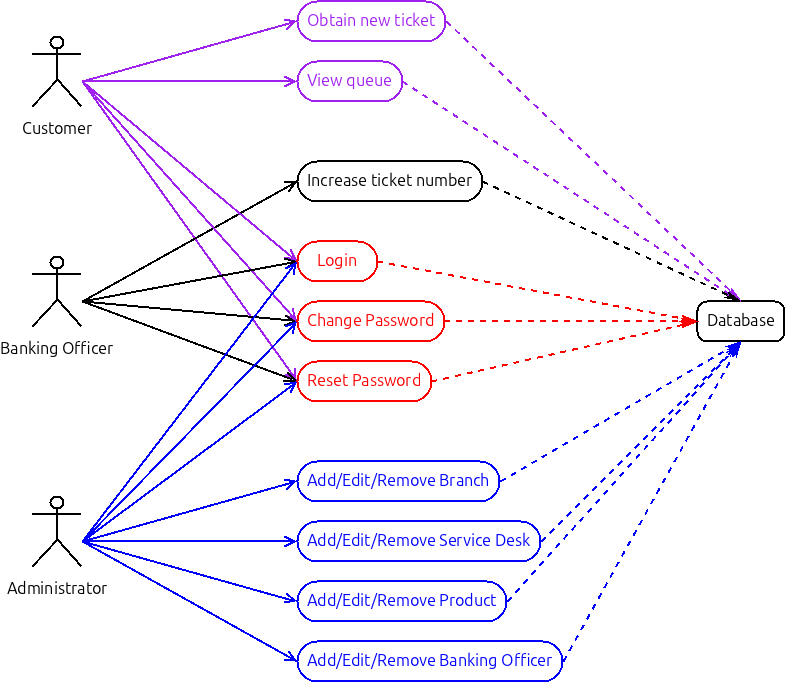 Obtain new ticket
View queue
Customer
Increase ticket number
Login
Banking Officer
Change Password
Database
Reset Password
Add/Edit/Remove Branch
Add/Edit/Remove Service Desk
Administrator
Add/Edit/Remove Product
Add/Edit/Remove Banking Officer